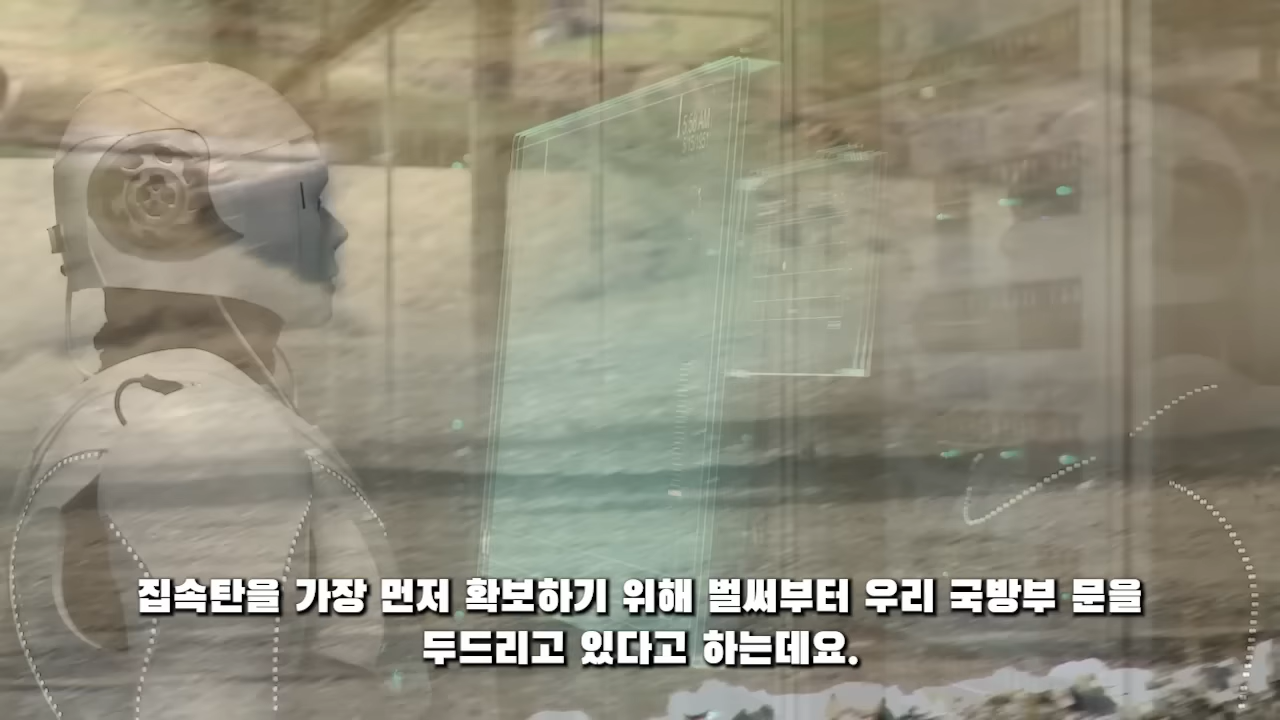 집속탄을 가장 먼저 확보하기 위해 벌써부터 우리 국방부 문을
두드리고 있다고 하는데요.